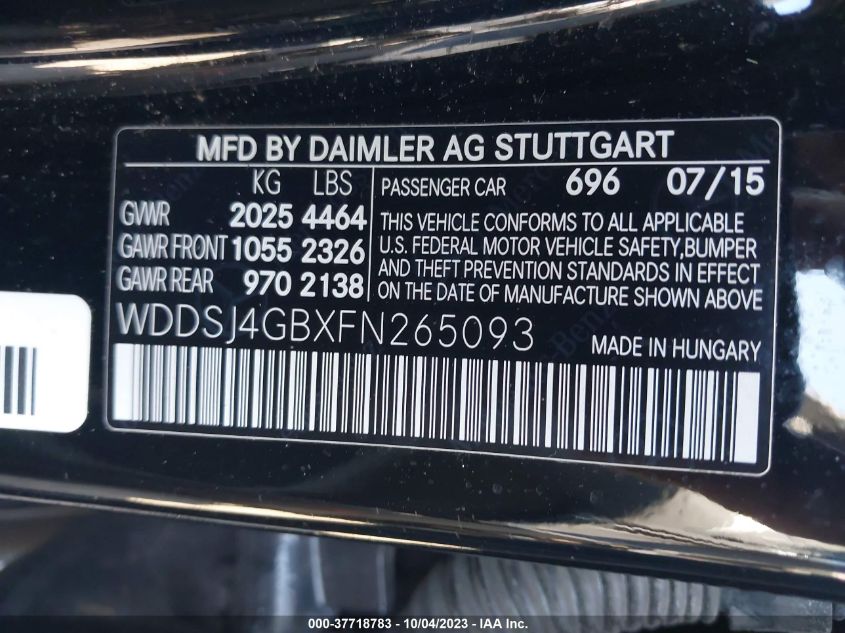 MFD BY DAIMLER AG STUTTGART
KG LBS
GVWR 2025 4464
GAWR FRONT 1055 2326
GAWR REAR 970 2138
PASSENGER CAR 696 07/15
THIS VEHICLE CONFORMS TO ALL APPLICABLE
U.S. FEDERAL MOTOR VEHICLE SAFETY,BUMPER
AND THEFT PREVENTION STANDARDS IN EFFECT
ON THE DATE OF MANUFACTURE SHOWN ABOVE
WDDSJ4GBXFN265093
MADE IN HUNGARY
000-37718783 - 10/04/2023 - IAA Inc.